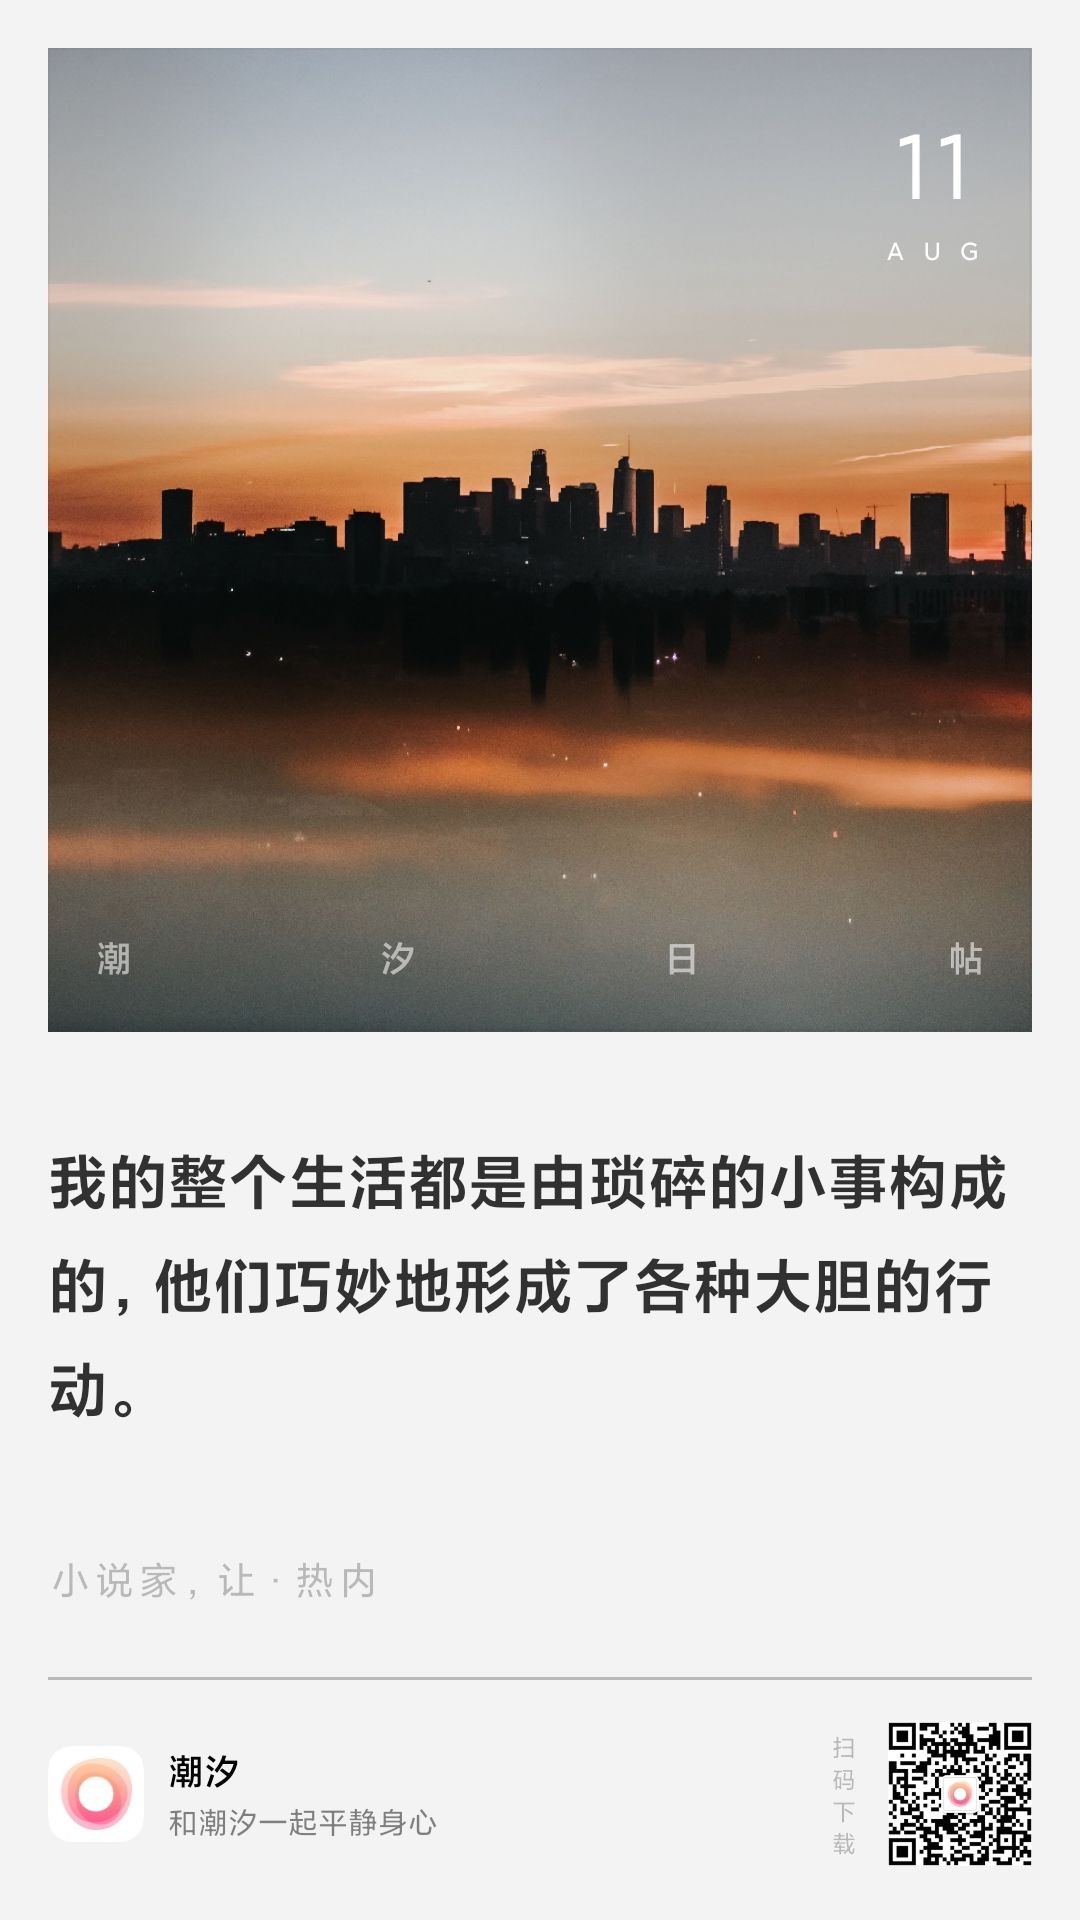 11
AUG
潮汐日帖
我的整个生活都是由琐碎的小事构成
的，他们巧妙地形成了各种大胆的行
动。
小说家，让·热内
潮汐
和潮汐一起平静身心
扫码下载